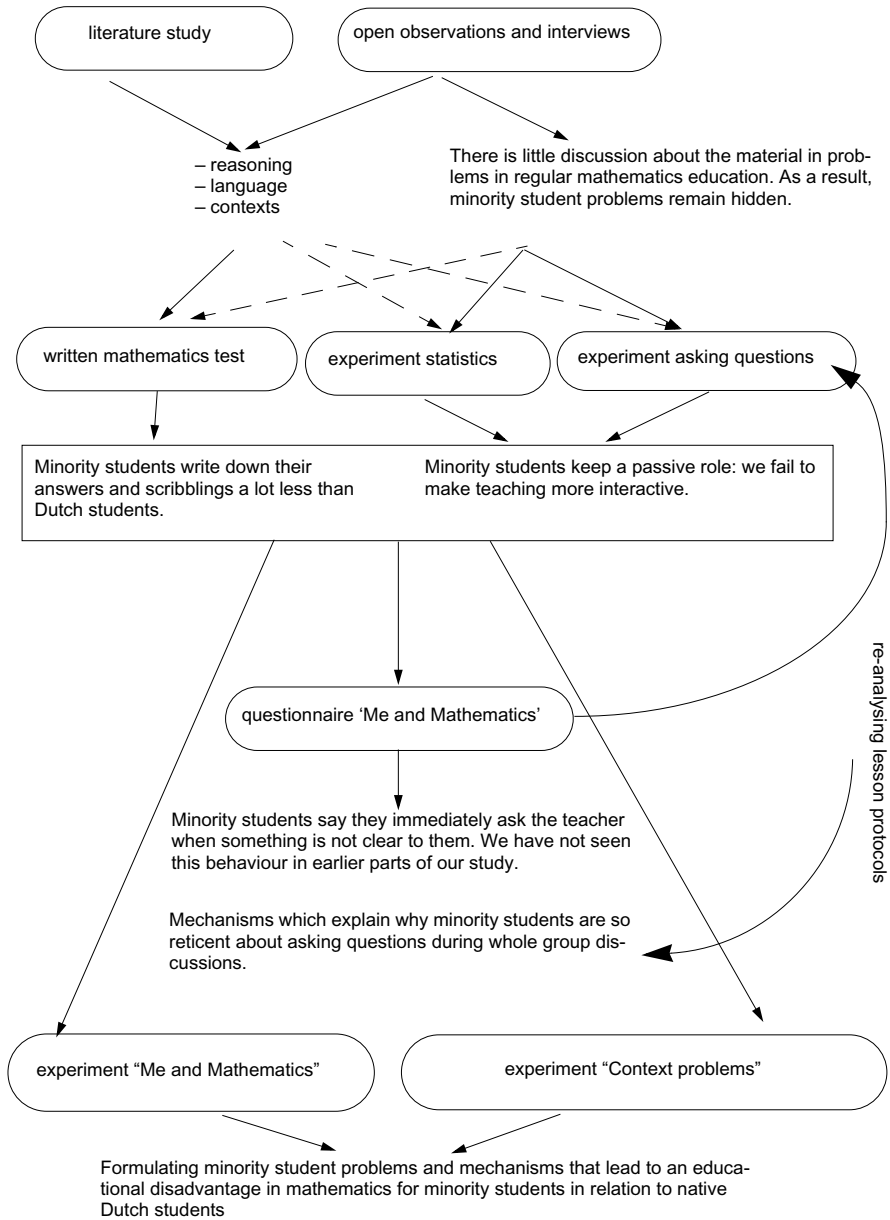 literature study
open observations and interviews
– reasoning
– language
– contexts
There is little discussion about the material in prob-
lems in regular mathematics education. As a result,
minority student problems remain hidden.
written mathematics test
experiment statistics
experiment asking questions
Minority students write down their
answers and scribblings a lot less than
Dutch students.
Minority students keep a passive role: we fail to
make teaching more interactive.
re-analysing lesson protocols
questionnaire ‘Me and Mathematics’
Minority students say they immediately ask the teacher
when something is not clear to them. We have not seen
this behaviour in earlier parts of our study.
Mechanisms which explain why minority students are so
reticent about asking questions during whole group dis-
cussions.
experiment “Me and Mathematics”
experiment “Context problems”
Formulating minority student problems and mechanisms that lead to an educa-
tional disadvantage in mathematics for minority students in relation to native
Dutch students